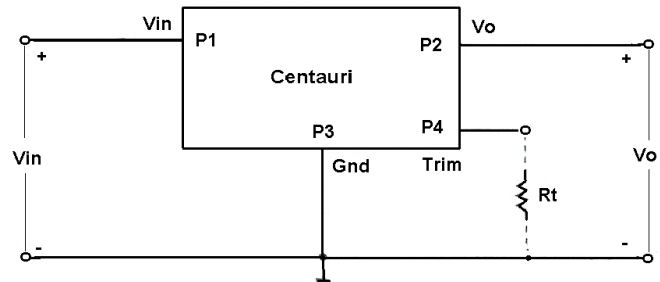 Vin
Vo
P1
P2
+
+
Centauri
P3
P4
Vin
Gnd
Trim
Vo
Rt
-
-